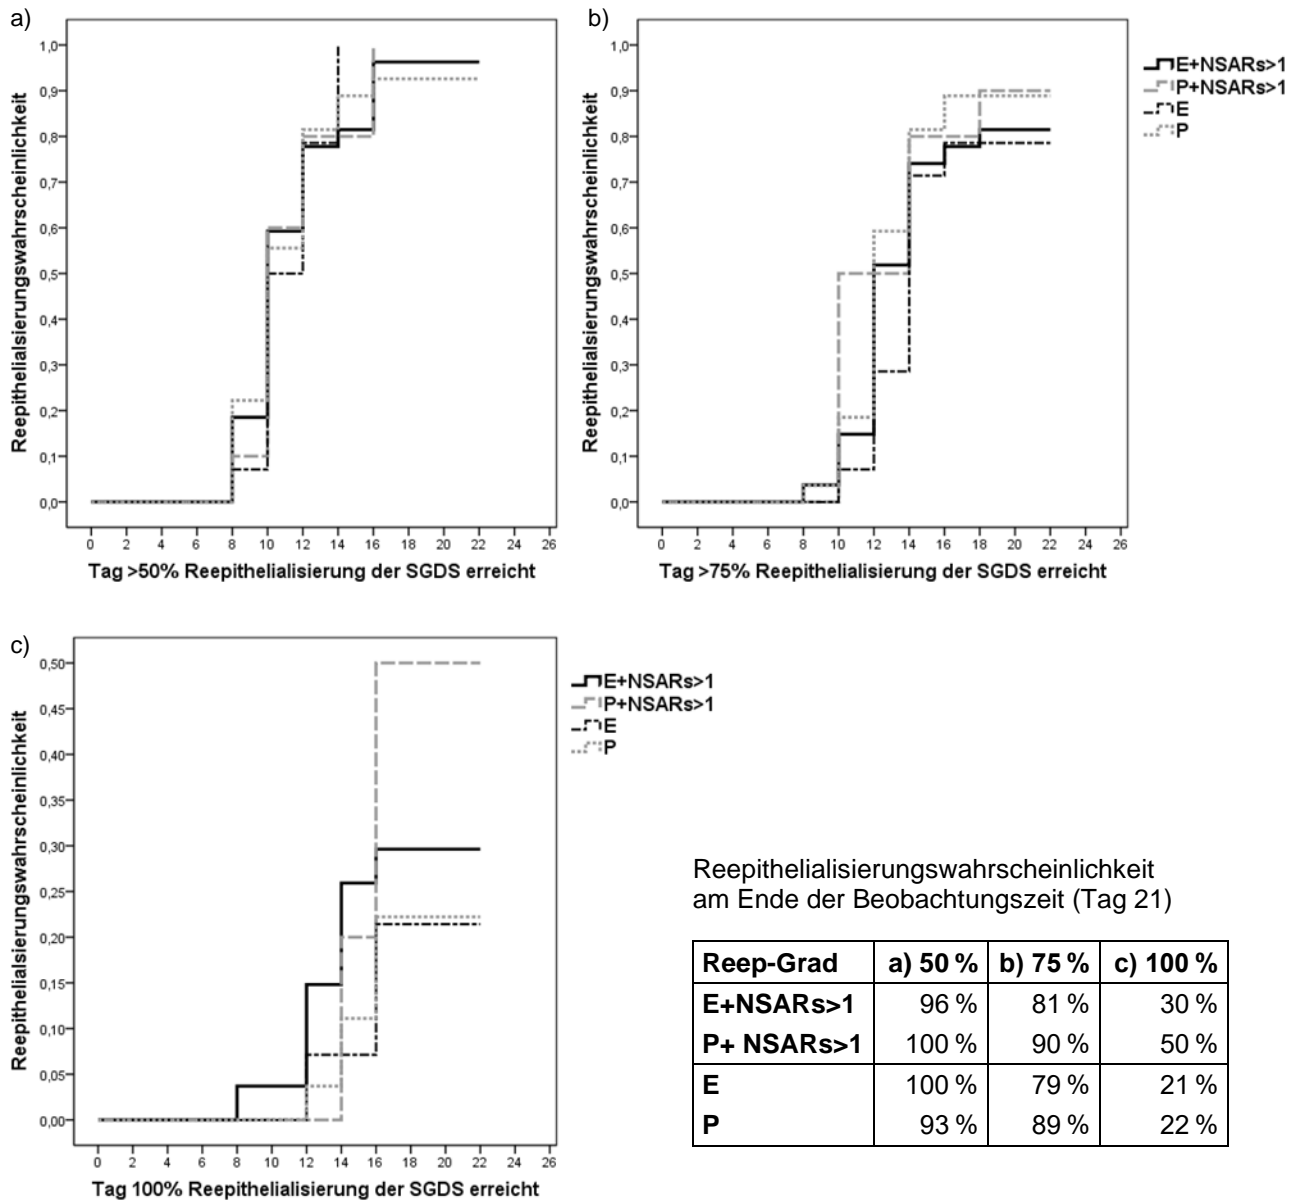 a)
1,0
0,9
0,8
0,7
0,6
0,5
0,4
0,3
0,2
0,1
0,0
Reepithelialsierungswahrscheinlichkeit
0 2 4 6 8 10 12 14 16 18 20 22 24 26
Tag >50% Reepithelialisierung der SGDS erreicht
b)
1,0
0,9
0,8
0,7
0,6
0,5
0,4
0,3
0,2
0,1
0,0
Reepithelialisierungswahrscheinlichkeit
0 2 4 6 8 10 12 14 16 18 20 22 24 26
Tag >75% Reepithelialisierung der SGDS erreicht
E+NSARs>1
P+NSARs>1
E
P
c)
0,50
0,45
0,40
0,35
0,30
0,25
0,20
0,15
0,10
0,05
0,00
Reepithelialisierungswahrscheinlichkeit
0 2 4 6 8 10 12 14 16 18 20 22 24 26
Tag 100% Reepithelialisierung der SGDS erreicht
E+NSARs>1
P+NSARs>1
E
P
Reepithelialisierungswahrscheinlichkeit
am Ende der Beobachtungszeit (Tag 21)
Reep-Grad a) 50 % b) 75 % c) 100 %
E+NSARs>1 96 % 81 % 30 %
P+ NSARs>1 100 % 90 % 50 %
E 100 % 79 % 21 %
P 93 % 89 % 22 %